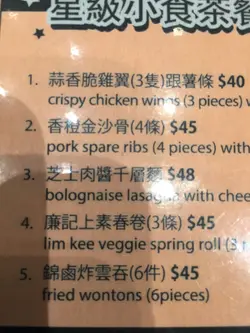 星級小食茶餐
1. 蒜香脆雞翼(3隻)跟薯條 $40
crispy chicken wings (3 pieces) w
2. 香橙金沙骨(4條) $45
pork spare ribs (4 pieces) with
3. 芝士肉醬千層麵 $48
bolognaise lasagna with chee
4. 廉記上素春卷(3條) $45
lim kee veggie spring roll (3
5. 錦鹵炸雲吞(6件) $45
fried wontons (6pieces)